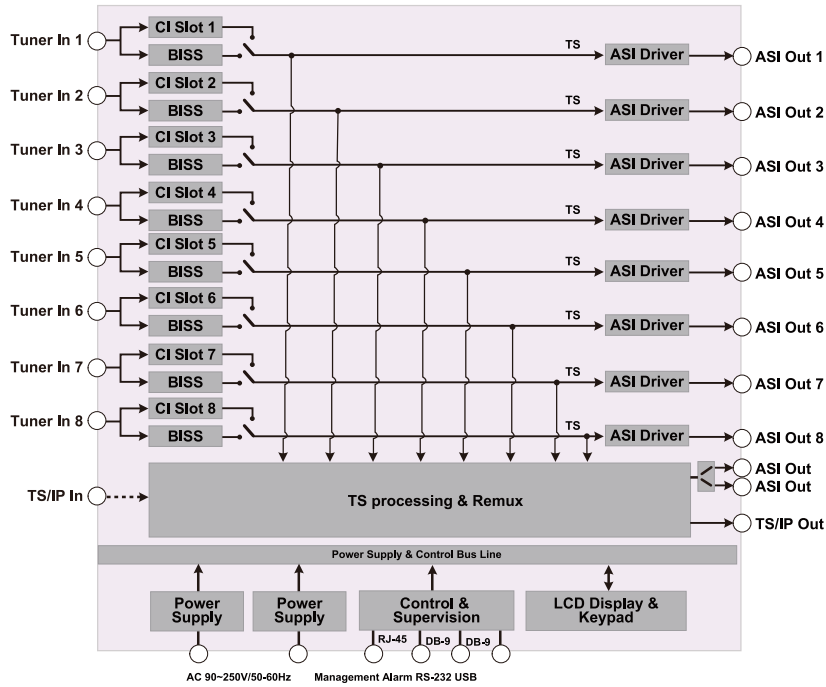 Tuner In 1
CI Slot 1
BISS
TS
ASI Driver
ASI Out 1
Tuner In 2
CI Slot 2
BISS
TS
ASI Driver
ASI Out 2
Tuner In 3
CI Slot 3
BISS
TS
ASI Driver
ASI Out 3
Tuner In 4
CI Slot 4
BISS
TS
ASI Driver
ASI Out 4
Tuner In 5
CI Slot 5
BISS
TS
ASI Driver
ASI Out 5
Tuner In 6
CI Slot 6
BISS
TS
ASI Driver
ASI Out 6
Tuner In 7
CI Slot 7
BISS
TS
ASI Driver
ASI Out 7
Tuner In 8
CI Slot 8
BISS
TS
ASI Driver
ASI Out 8
TS/IP In
TS processing & Remux
ASI Out
ASI Out
TS/IP Out
Power Supply & Control Bus Line
Power
Supply
Power
Supply
Control &
Supervision
LCD Display &
Keypad
RJ-45
DB-9
DB-9
AC 90~250V/50-60Hz
Management Alarm RS-232 USB